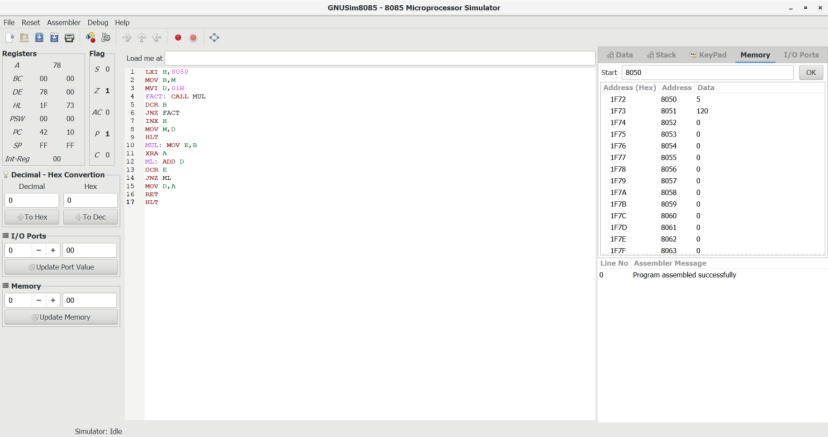 GNUSim8085 - 8085 Microprocessor Simulator
File Reset Assembler Debug Help
Registers
A 78
BC 00 00
DE 78 00
HL 1F 73
PSW 00 00
PC 42 10
SP FF FF
Int-Reg 00
Flag
S 0
Z 1
AC 0
P 1
C 0
Decimal - Hex Convertion
Decimal Hex
0 0
To Hex To Dec
I/O Ports
0 - + 00
Update Port Value
Memory
0 - + 00
Update Memory
Simulator: Idle
Load me at
1 LXI H,8050
2 MOV B,M
3 MVI D,01H
4 FACT: CALL MUL
5 DCR B
6 JNZ FACT
7 INX H
8 MOV M,D
9 HLT
10 MUL: MOV E,B
11 XRA A
12 ML: ADD D
13 DCR E
14 JNZ ML
15 MOV D,A
16 RET
17 HLT
Data Stack KeyPad Memory I/O Ports
Start 8050 OK
Address (Hex) Address Data
1F72 8050 5
1F73 8051 120
1F74 8052 0
1F75 8053 0
1F76 8054 0
1F77 8055 0
1F78 8056 0
1F79 8057 0
1F7A 8058 0
1F7B 8059 0
1F7C 8060 0
1F7D 8061 0
1F7E 8062 0
1F7F 8063 0
Line No Assembler Message
0 Program assembled successfully